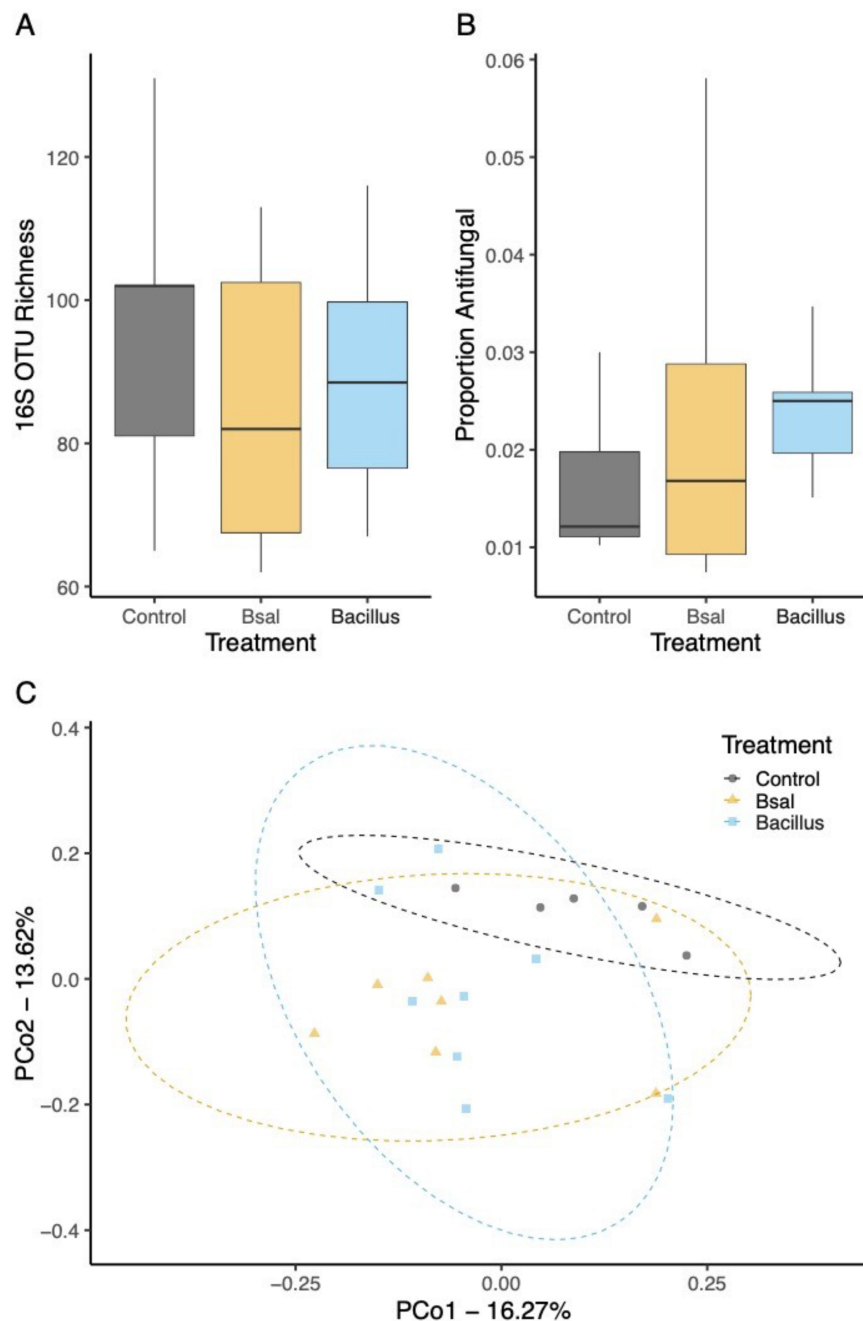 A
16S OTU Richness
120
100
80
60
Control Bsal Bacillus
Treatment
B
Proportion Antifungal
0.06
0.05
0.04
0.03
0.02
0.01
Control Bsal Bacillus
Treatment
C
PCo2 – 13.62%
0.4
0.2
0.0
−0.2
−0.4
Treatment
Control
Bsal
Bacillus
−0.25 0.00 0.25
PCo1 – 16.27%